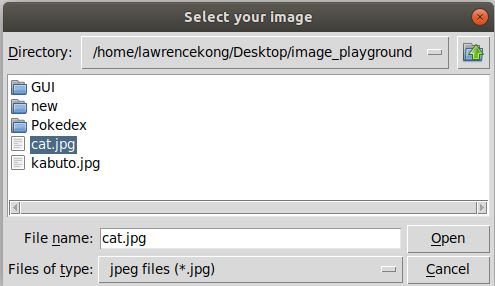 Select your image
Directory: /home/lawrencekong/Desktop/image_playground
GUI
new
Pokedex
cat.jpg
kabuto.jpg
File name: cat.jpg Open
Files of type: jpeg files (*.jpg) Cancel